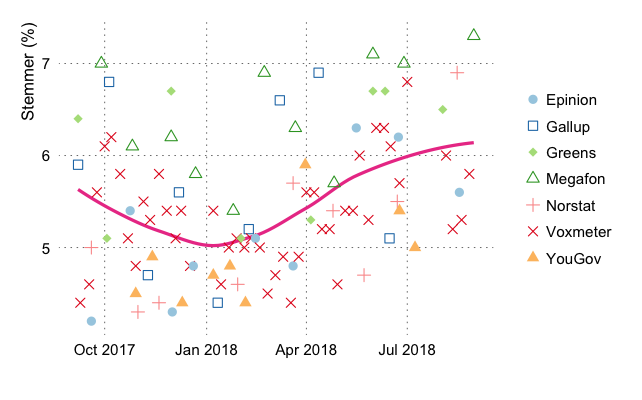 Stemmer (%)
7
6
5
Oct 2017
Jan 2018
Apr 2018
Jul 2018
Epinion
Gallup
Greens
Megafon
Norstat
Voxmeter
YouGov